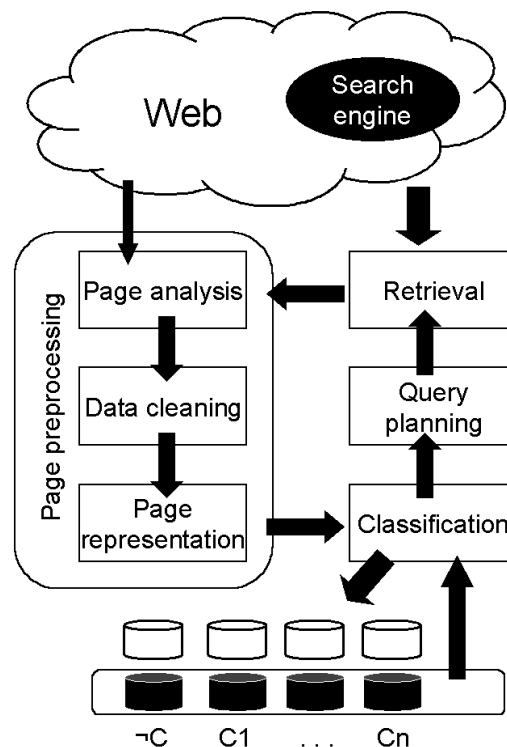 Search
engine
Web
Page preprocessing
Page analysis
Data cleaning
Page
representation
Retrieval
Query
planning
Classification
¬C C1 . . . Cn